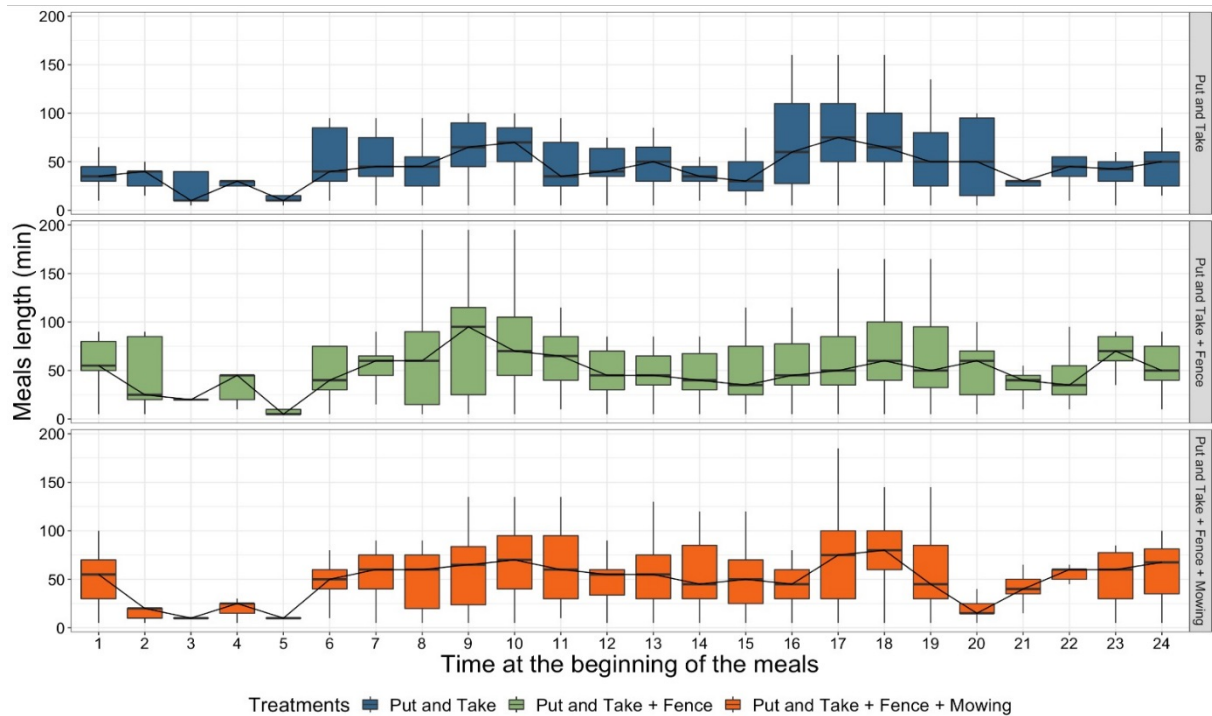 200
150
100
50
0
Put and Take
200
150
100
50
0
Put and Take + Fence
200
150
100
50
0
Put and Take + Fence + Mowing
Meals length (min)
1 2 3 4 5 6 7 8 9 10 11 12 13 14 15 16 17 18 19 20 21 22 23 24
Time at the beginning of the meals
Treatments Put and Take Put and Take + Fence Put and Take + Fence + Mowing